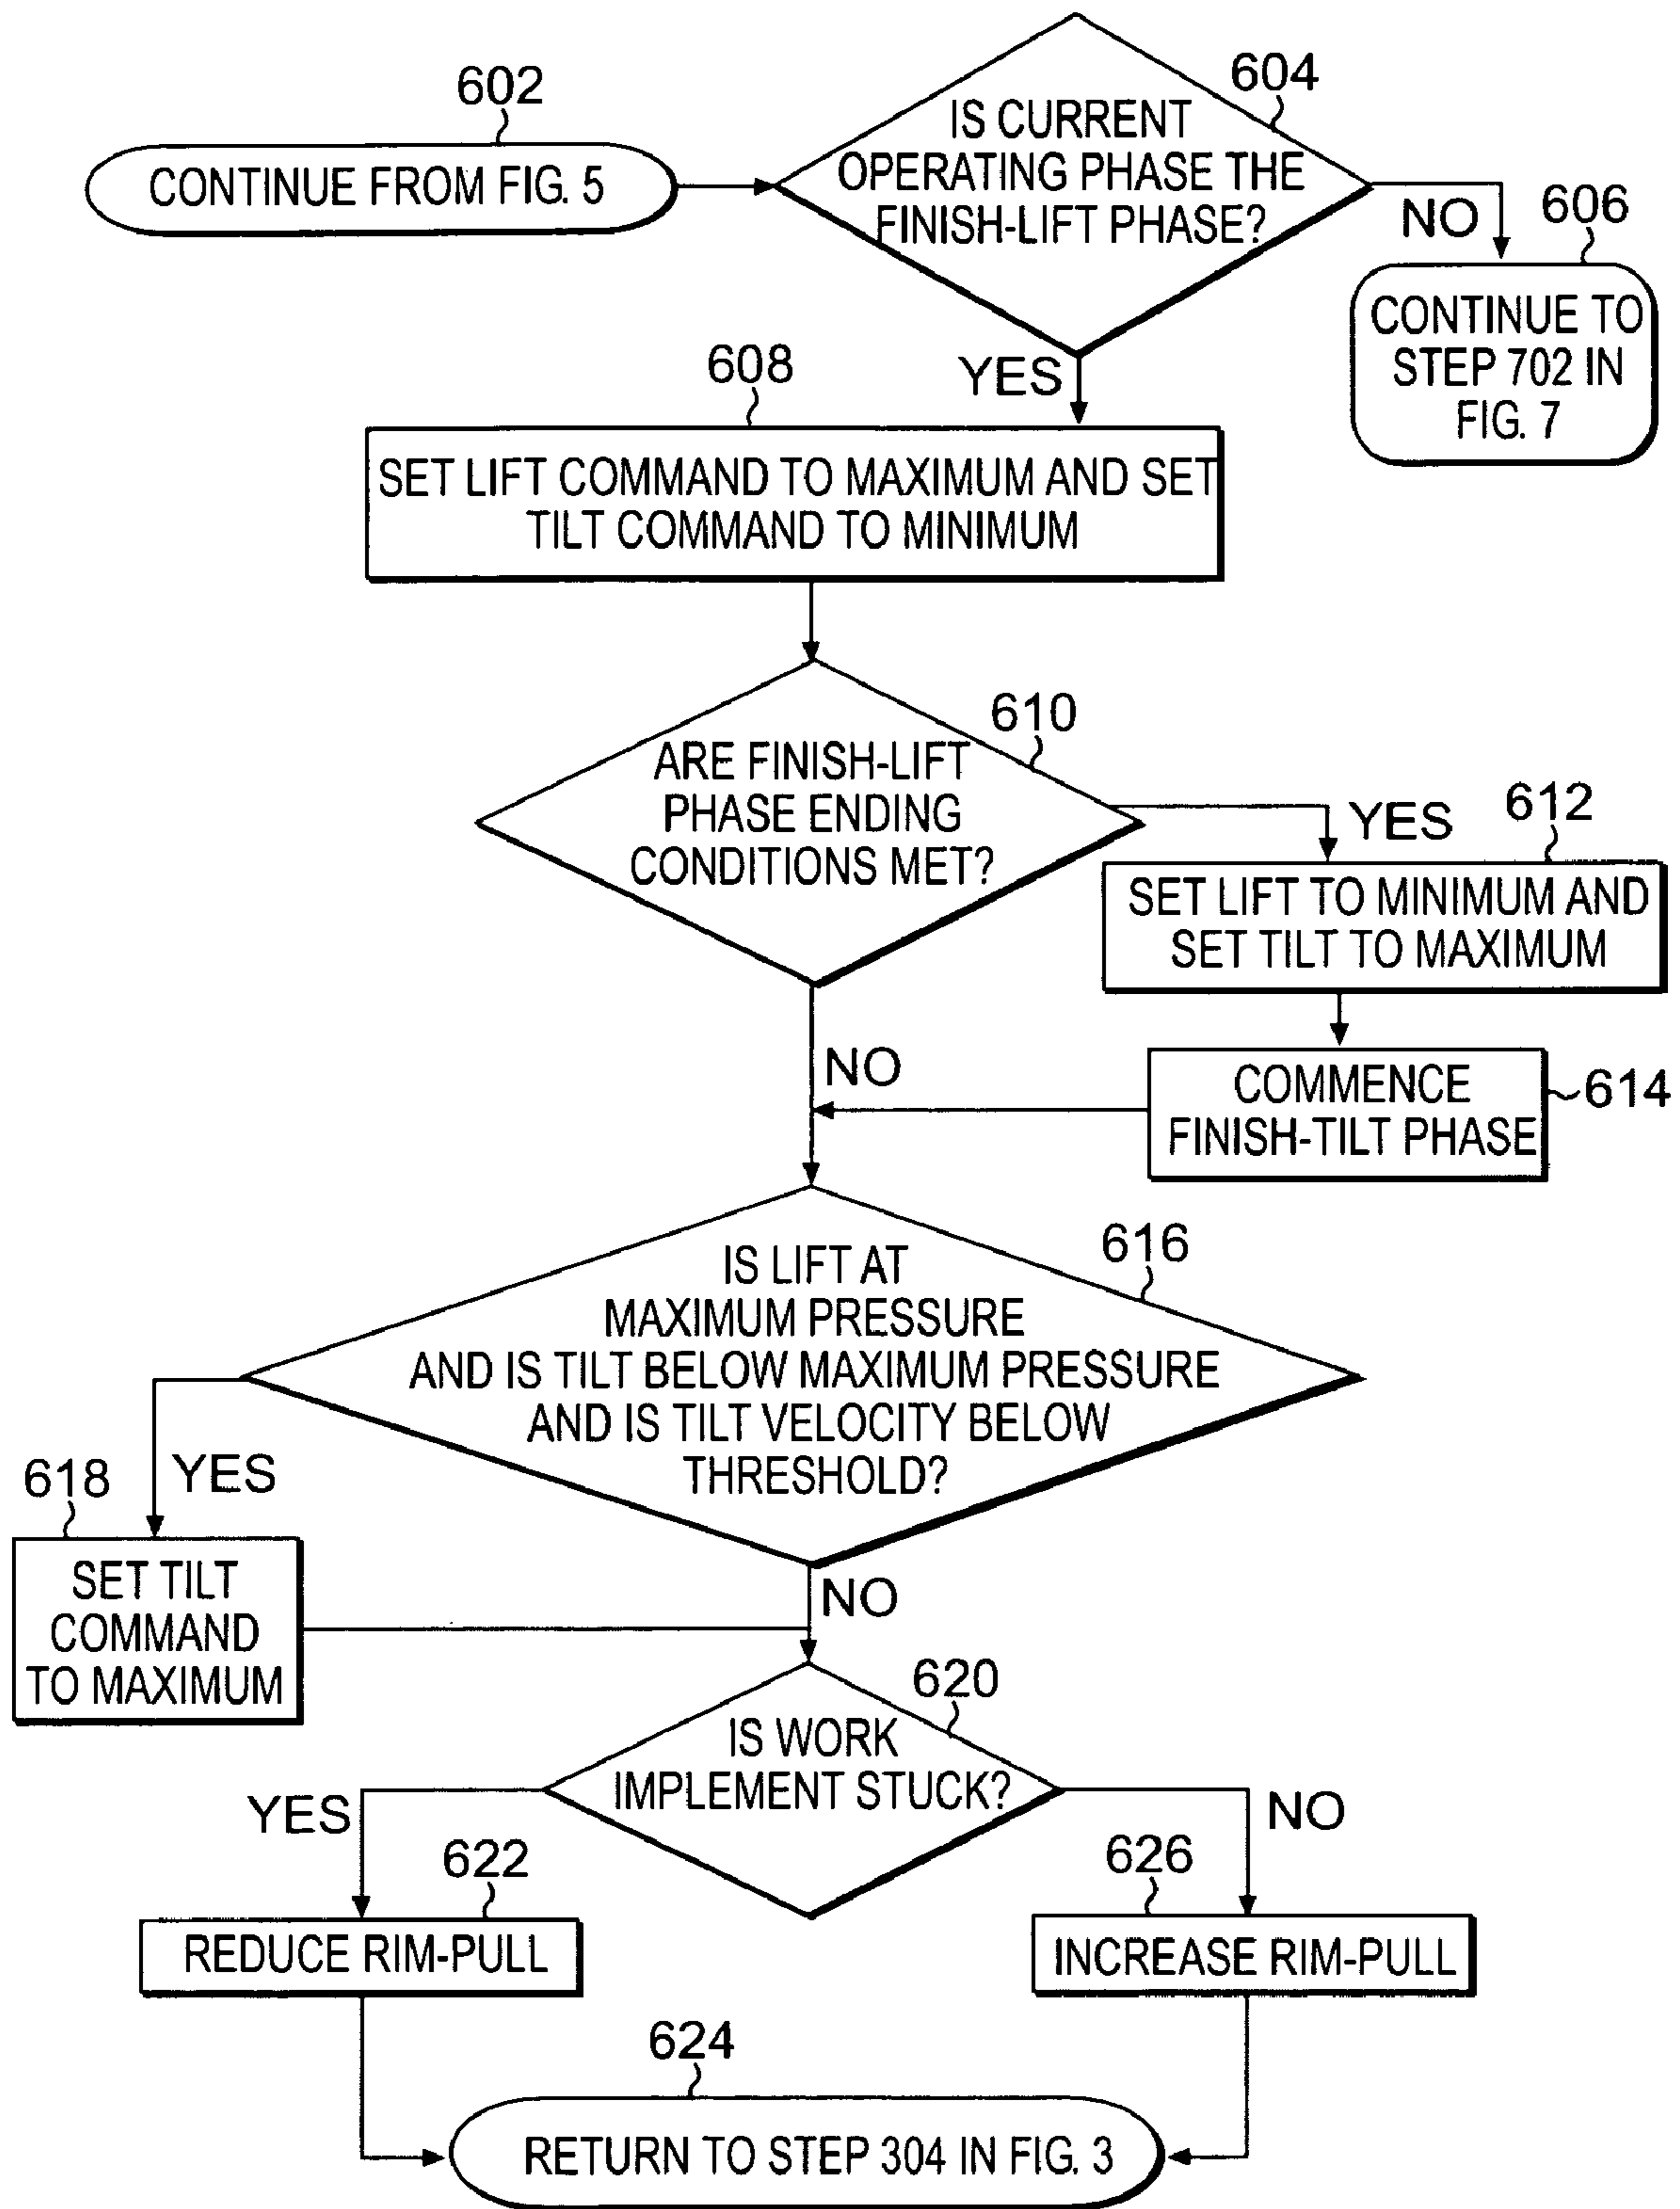 602
CONTINUE FROM FIG. 5
604
IS CURRENT
OPERATING PHASE THE
FINISH-LIFT PHASE?
NO
606
CONTINUE TO
STEP 702 IN
FIG. 7
YES
608
SET LIFT COMMAND TO MAXIMUM AND SET
TILT COMMAND TO MINIMUM
610
ARE FINISH-LIFT
PHASE ENDING
CONDITIONS MET?
YES
612
SET LIFT TO MINIMUM AND
SET TILT TO MAXIMUM
NO
COMMENCE
FINISH-TILT PHASE
614
616
IS LIFT AT
MAXIMUM PRESSURE
AND IS TILT BELOW MAXIMUM PRESSURE
AND IS TILT VELOCITY BELOW
THRESHOLD?
YES
618
SET TILT
COMMAND
TO MAXIMUM
NO
620
IS WORK
IMPLEMENT STUCK?
YES
622
REDUCE RIM-PULL
NO
626
INCREASE RIM-PULL
624
RETURN TO STEP 304 IN FIG. 3